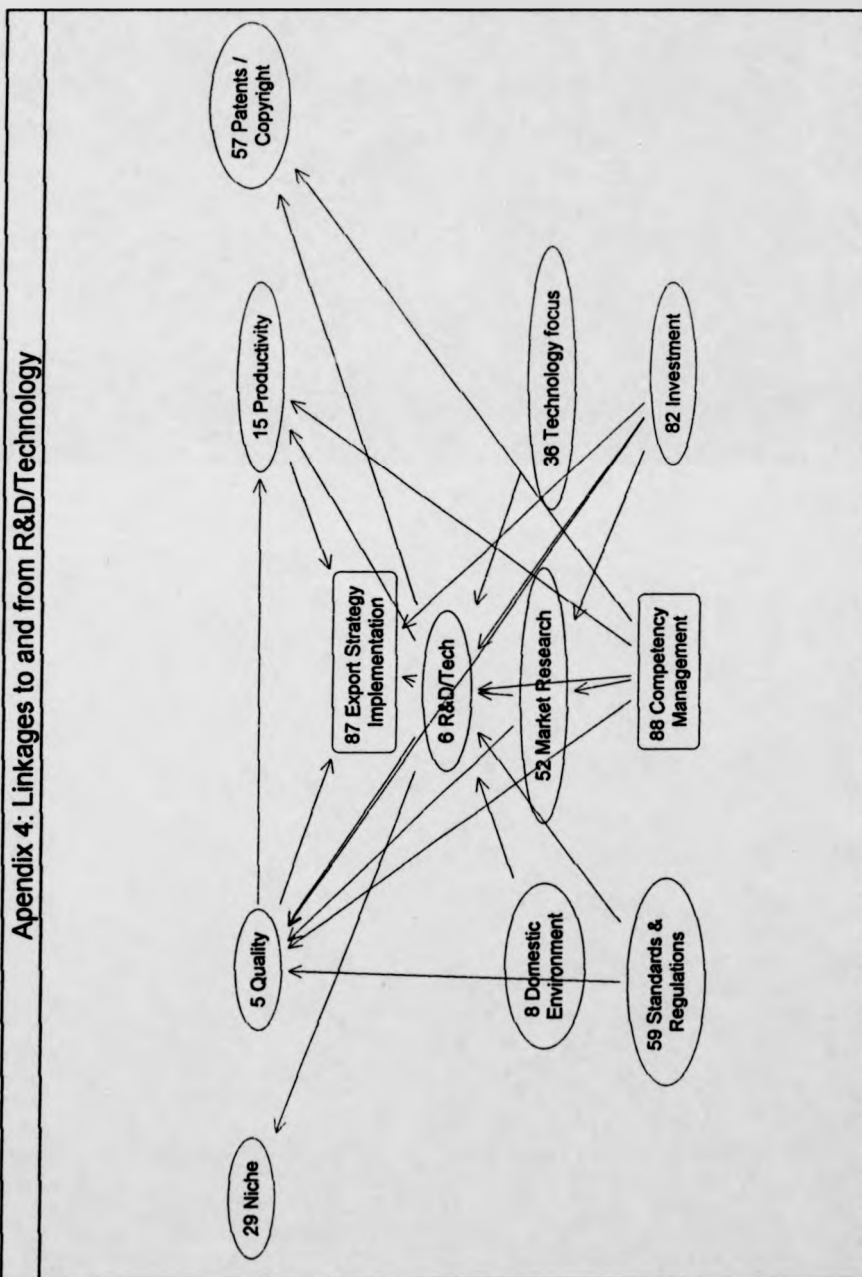 Apendix 4: Linkages to and from R&D/Technology
29 Niche
5 Quality
15 Productivity
57 Patents /
Copyright
87 Export Strategy
Implementation
6 R&D/Tech
8 Domestic
Environment
52 Market Research
36 Technology focus
59 Standards &
Regulations
88 Competency
Management
82 Investment